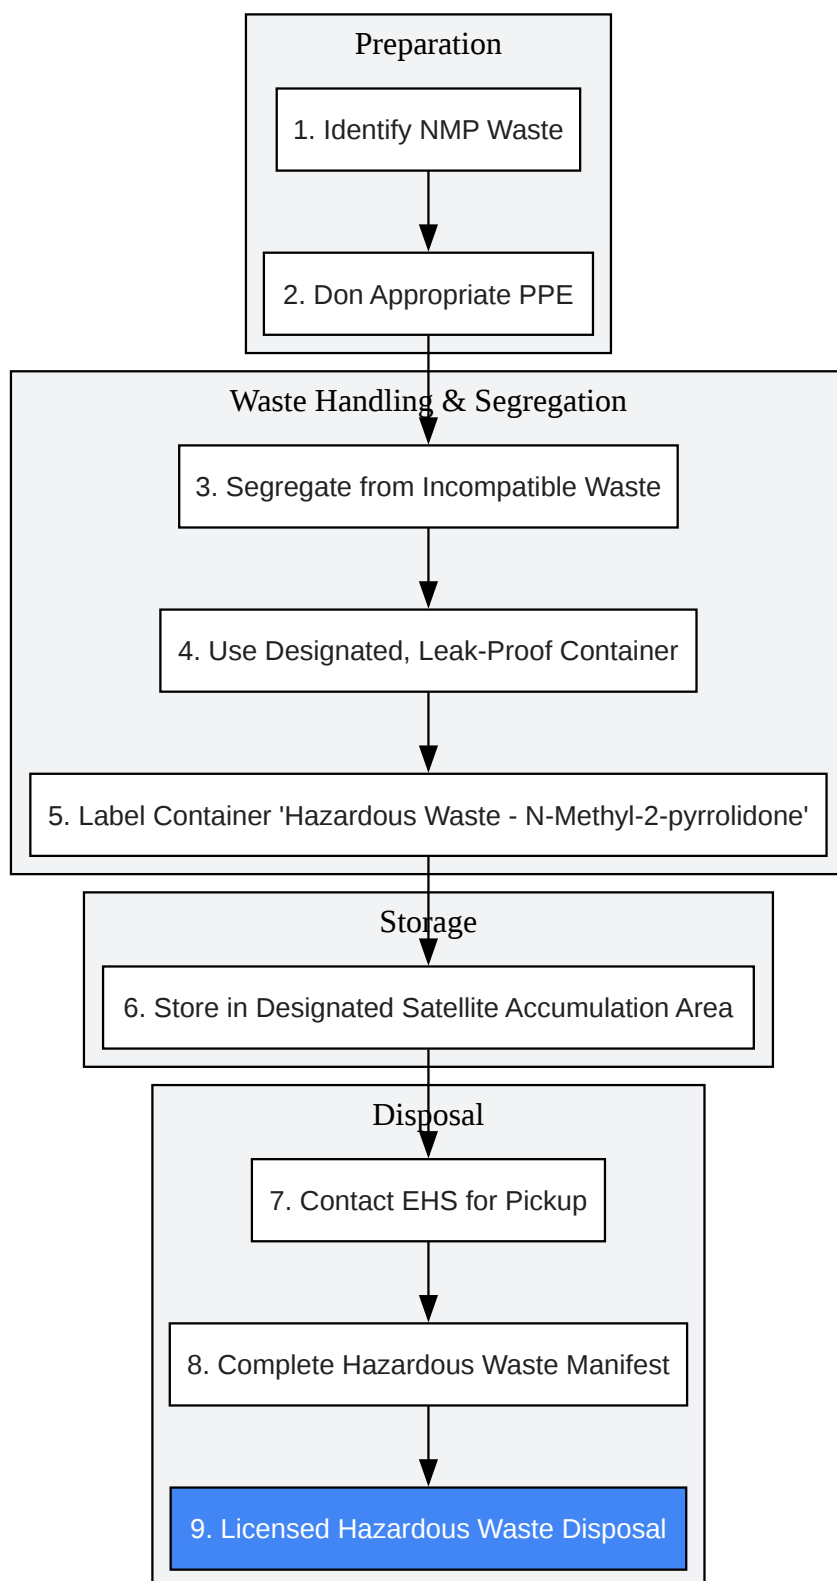 Preparation
1. Identify NMP Waste
2. Don Appropriate PPE
Waste Handling & Segregation
3. Segregate from Incompatible Waste
4. Use Designated, Leak-Proof Container
5. Label Container 'Hazardous Waste - N-Methyl-2-pyrrolidone'
Storage
6. Store in Designated Satellite Accumulation Area
Disposal
7. Contact EHS for Pickup
8. Complete Hazardous Waste Manifest
9. Licensed Hazardous Waste Disposal